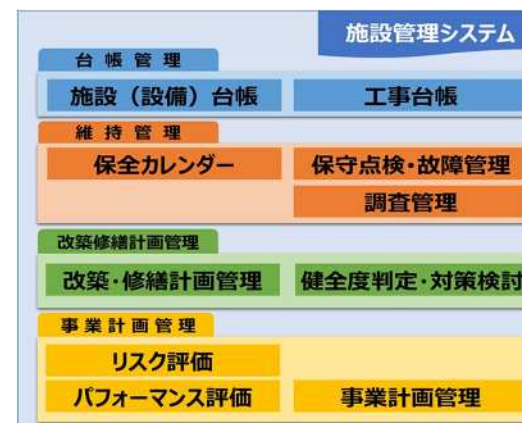 施設管理システム
台帳管理
施設（設備）台帳 工事台帳
維持管理
保全カレンダー 保守点検・故障管理
調査管理
改築修繕計画管理
改築・修繕計画管理 健全度判定・対策検討
事業計画管理
リスク評価
パフォーマンス評価 事業計画管理